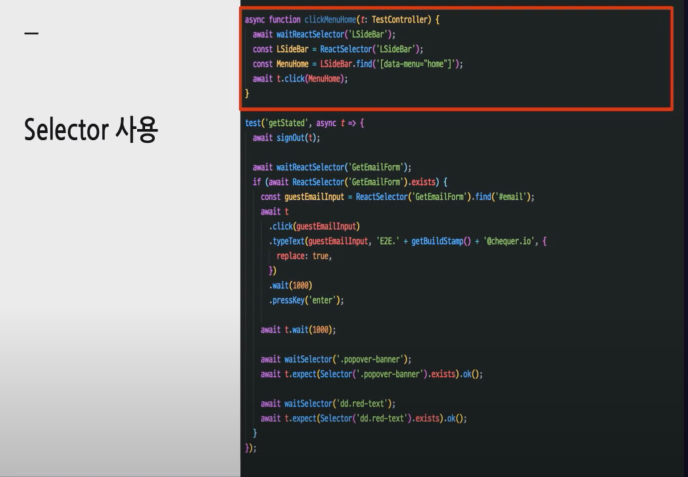 Selector 사용
async function clickMenuHome(t: TestController) {
  await waitReactSelector('LSideBar');
  const LSideBar = ReactSelector('LSideBar');
  const MenuHome = LSideBar.find('[data-menu="home"]');
  await t.click(MenuHome);
}
test('getStated', async t => {
  await signOut(t);
  await waitReactSelector('GetEmailForm');
  if (await ReactSelector('GetEmailForm').exists) {
    const guestEmailInput = ReactSelector('GetEmailForm').find('#email');
    await t
      .click(guestEmailInput)
      .typeText(guestEmailInput, 'E2E.' + getBuildStamp() + '@chequer.io', {
        replace: true,
      })
      .wait(1000)
      .pressKey('enter');
    await t.wait(1000);
    await waitSelector('.popover-banner');
    await t.expect(Selector('.popover-banner').exists).ok();
    await waitSelector('dd.red-text');
    await t.expect(Selector('dd.red-text').exists).ok();
  }
});